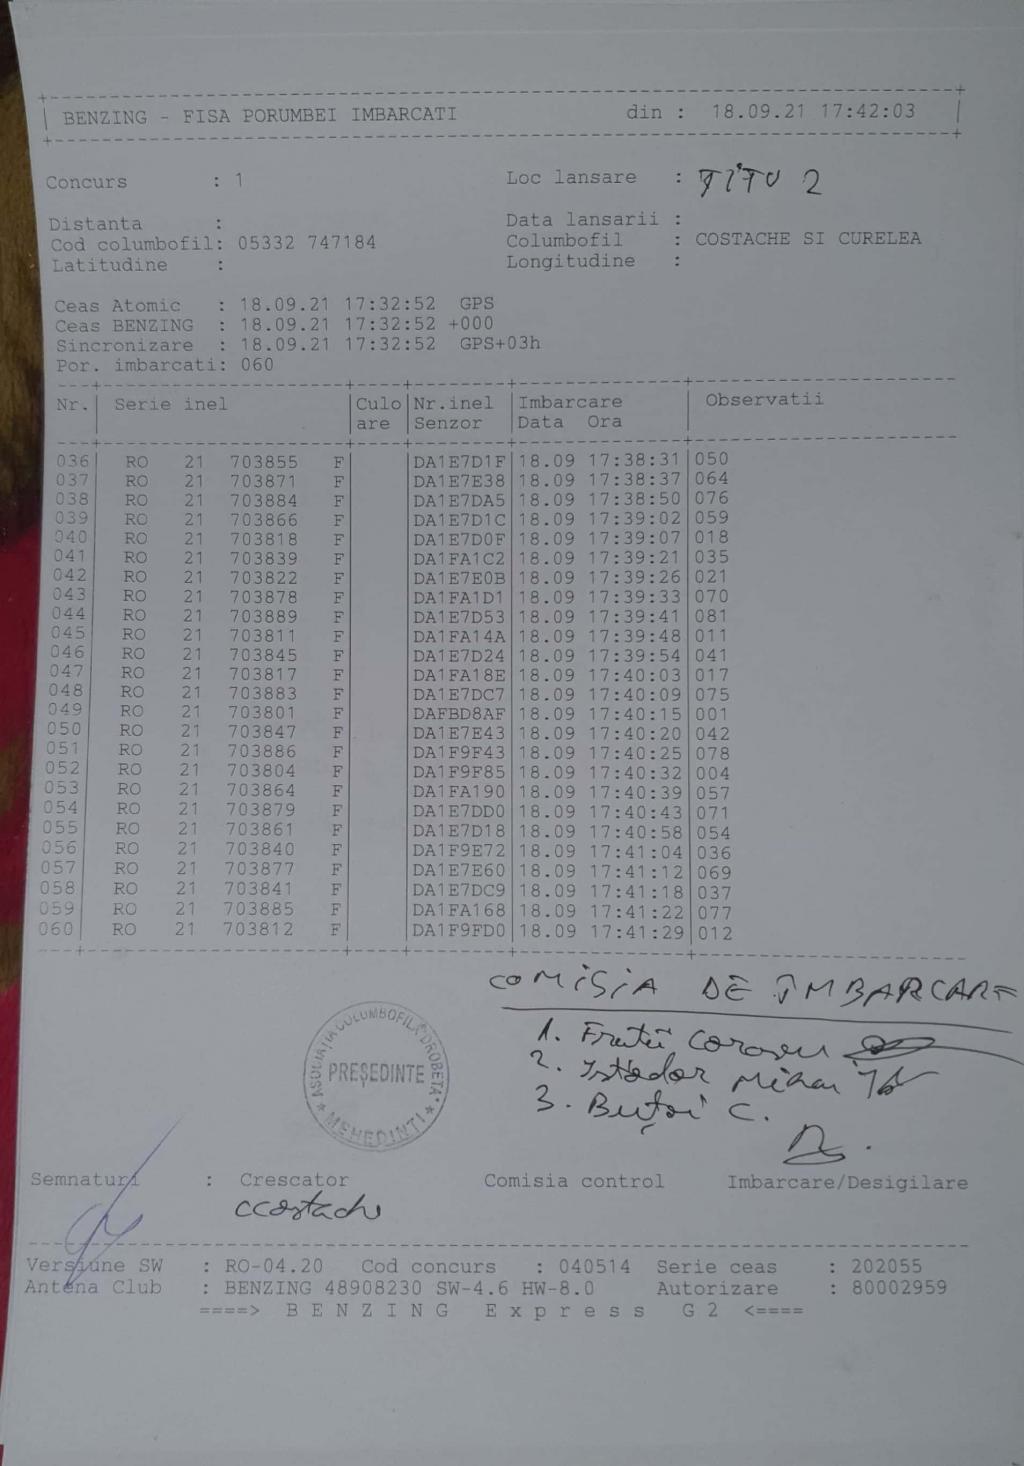 BENZING - FISA PORUMBEI IMBARCATI din : 18.09.21 17:42:03
Concurs : 1 Loc lansare : TITU 2
Distanta : Data lansarii :
Cod columbofil: 05332 747184 Columbofil : COSTACHE SI CURELEA
Latitudine : Longitudine :
Ceas Atomic : 18.09.21 17:32:52 GPS
Ceas BENZING : 18.09.21 17:32:52 +000
Sincronizare : 18.09.21 17:32:52 GPS+03h
Por. imbarcati: 060
Nr. Serie inel Culo Nr.inel Imbarcare Observatii
are Senzor Data Ora
036 RO 21 703855 F DA1E7D1F 18.09 17:38:31 050
037 RO 21 703871 F DA1E7E38 18.09 17:38:37 064
038 RO 21 703884 F DA1E7DA5 18.09 17:38:50 076
039 RO 21 703866 F DA1E7D1C 18.09 17:39:02 059
040 RO 21 703818 F DA1E7D0F 18.09 17:39:07 018
041 RO 21 703839 F DA1FA1C2 18.09 17:39:21 035
042 RO 21 703822 F DA1E7E0B 18.09 17:39:26 021
043 RO 21 703878 F DA1FA1D1 18.09 17:39:33 070
044 RO 21 703889 F DA1E7D53 18.09 17:39:41 081
045 RO 21 703811 F DA1FA14A 18.09 17:39:48 011
046 RO 21 703845 F DA1E7D24 18.09 17:39:54 041
047 RO 21 703817 F DA1FA18E 18.09 17:40:03 017
048 RO 21 703883 F DA1E7DC7 18.09 17:40:09 075
049 RO 21 703801 F DAFBD8AF 18.09 17:40:15 001
050 RO 21 703847 F DA1E7E43 18.09 17:40:20 042
051 RO 21 703886 F DA1F9F43 18.09 17:40:25 078
052 RO 21 703804 F DA1F9F85 18.09 17:40:32 004
053 RO 21 703864 F DA1FA190 18.09 17:40:39 057
054 RO 21 703879 F DA1E7DD0 18.09 17:40:43 071
055 RO 21 703861 F DA1E7D18 18.09 17:40:58 054
056 RO 21 703840 F DA1F9E72 18.09 17:41:04 036
057 RO 21 703877 F DA1E7E60 18.09 17:41:12 069
058 RO 21 703841 F DA1E7DC9 18.09 17:41:18 037
059 RO 21 703885 F DA1FA168 18.09 17:41:22 077
060 RO 21 703812 F DA1F9FD0 18.09 17:41:29 012
COMISIA DE IMBARCARE
1.
2. Mihai
3. C.
ASOCIATIA COLUMBOFILA DROBETA
PREȘEDINTE
MEHEDINTI
Semnaturi : Crescator Comisia control Imbarcare/Desigilare
Versiune SW : RO-04.20 Cod concurs : 040514 Serie ceas : 202055
Antena Club : BENZING 48908230 SW-4.6 HW-8.0 Autorizare : 80002959
====> B E N Z I N G E x p r e s s G 2 <====